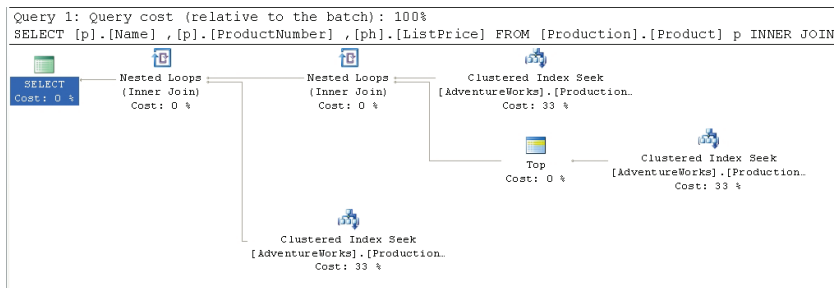 Query 1: Query cost (relative to the batch): 100%
SELECT [p].[Name] ,[p].[ProductNumber] ,[ph].[ListPrice] FROM [Production].[Product] p INNER JOIN
SELECT
Cost: 0 %
Nested Loops
(Inner Join)
Cost: 0 %
Nested Loops
(Inner Join)
Cost: 0 %
Clustered Index Seek
[AdventureWorks].[Production…
Cost: 33 %
Top
Cost: 0 %
Clustered Index Seek
[AdventureWorks].[Production…
Cost: 33 %
Clustered Index Seek
[AdventureWorks].[Production…
Cost: 33 %